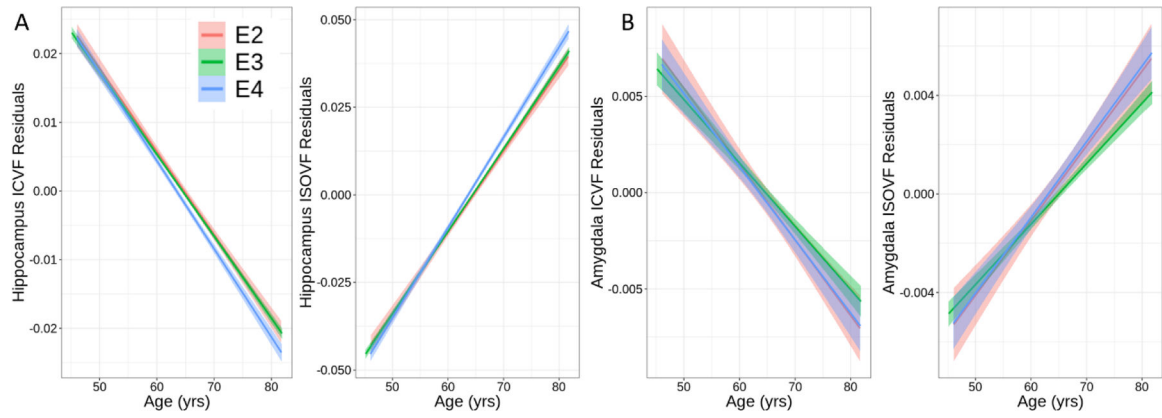 A
B
E2
E3
E4
Hippocampus ICVF Residuals
0.02
0.01
0.00
-0.01
-0.02
50 60 70 80
Age (yrs)
Hippocampus ISOVF Residuals
0.050
0.025
0.000
-0.025
-0.050
50 60 70 80
Age (yrs)
Amygdala ICVF Residuals
0.005
0.000
-0.005
50 60 70 80
Age (yrs)
Amygdala ISOVF Residuals
0.004
0.000
-0.004
50 60 70 80
Age (yrs)